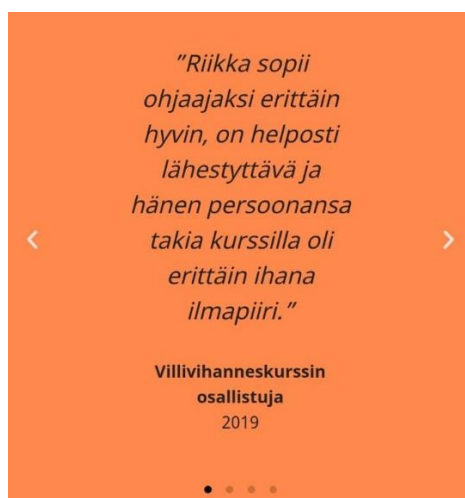 ”Riikka sopii
ohjaajaksi erittäin
hyvin, on helposti
lähestyttävä ja
hänen persoonansa
takia kurssilla oli
erittäin ihana
ilmapiiri.”
Villivihanneskurssin
osallistuja
2019